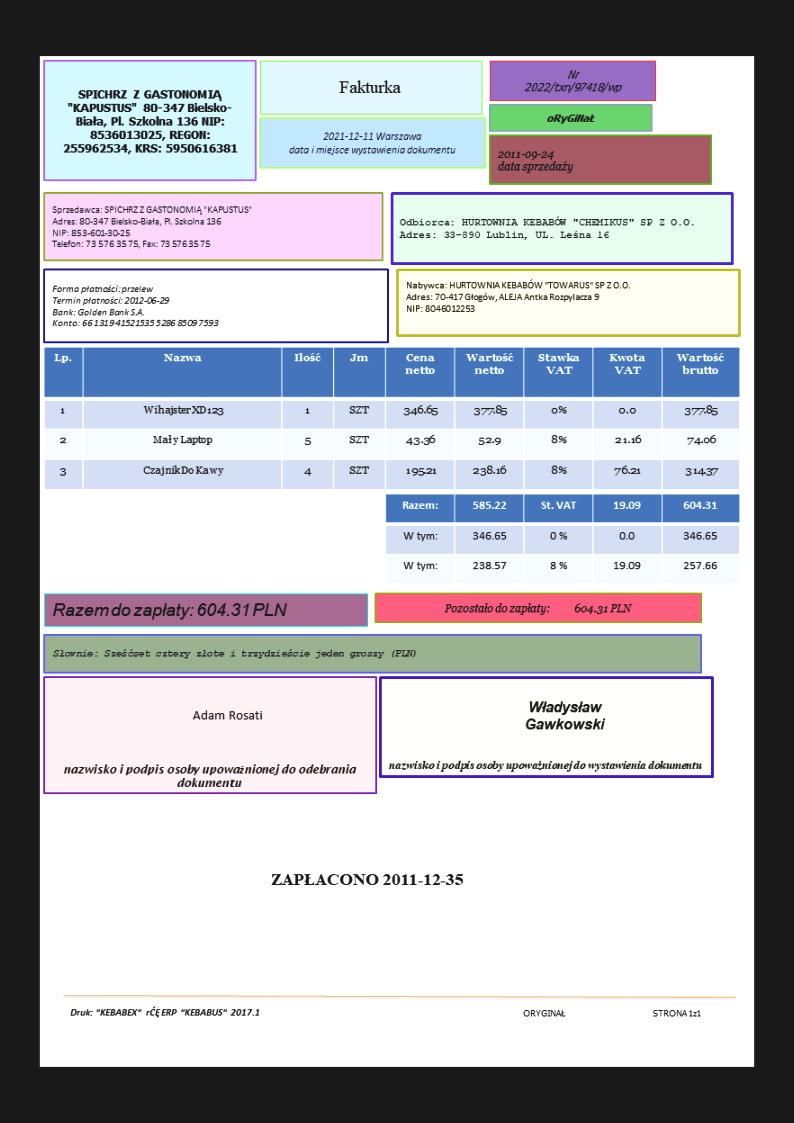 SPICHRZ Z GASTONOMIĄ
"KAPUSTUS" 80-347 Bielsko-
Biała, Pl. Szkolna 136 NIP:
8536013025, REGON:
255962534, KRS: 5950616381
Fakturka
2021-12-11 Warszawa
data i miejsce wystawienia dokumentu
Nr
2022/txn/97418/wp
oRyGiNaŁ
2011-09-24
data sprzedaży
Sprzedawca: SPICHRZ Z GASTONOMIĄ "KAPUSTUS"
Adres: 80-347 Bielsko-Biała, Pl. Szkolna 136
NIP: 853-601-30-25
Telefon: 73 576 35 75, Fax: 73 576 35 75
Odbiorca: HURTOWNIA KEBABÓW "CHEMIKUS" SP Z O.O.
Adres: 33-890 Lublin, UL. Leśna 16
Forma płatności: przelew
Termin płatności: 2012-06-29
Bank: Golden Bank S.A.
Konto: 66 1319 4152 1535 5286 8509 7593
Nabywca: HURTOWNIA KEBABÓW "TOWARUS" SP Z O.O.
Adres: 70-417 Głogów, ALEJA Antka Rozpylacza 9
NIP: 8046012253
Lp. Nazwa Ilość Jm Cena netto Wartość netto Stawka VAT Kwota VAT Wartość brutto
1 Wihajster XD123 1 SZT 346.65 377.85 0% 0.0 377.85
2 Mały Laptop 5 SZT 43.36 52.9 8% 21.16 74.06
3 Czajnik Do Kawy 4 SZT 195.21 238.16 8% 76.21 314.37
Razem: 585.22 St. VAT 19.09 604.31
W tym: 346.65 0 % 0.0 346.65
W tym: 238.57 8 % 19.09 257.66
Razem do zapłaty: 604.31 PLN
Pozostało do zapłaty: 604.31 PLN
Słownie: Sześćset cztery złote i trzydzieście jeden groszy (PLN)
Adam Rosati
nazwisko i podpis osoby upoważnionej do odebrania
dokumentu
Władysław
Gawkowski
nazwisko i podpis osoby upoważnionej do wystawienia dokumentu
ZAPŁACONO 2011-12-35
Druk: "KEBABEX" rĆĘ ERP "KEBABUS" 2017.1 ORYGINAŁ STRONA 1z1